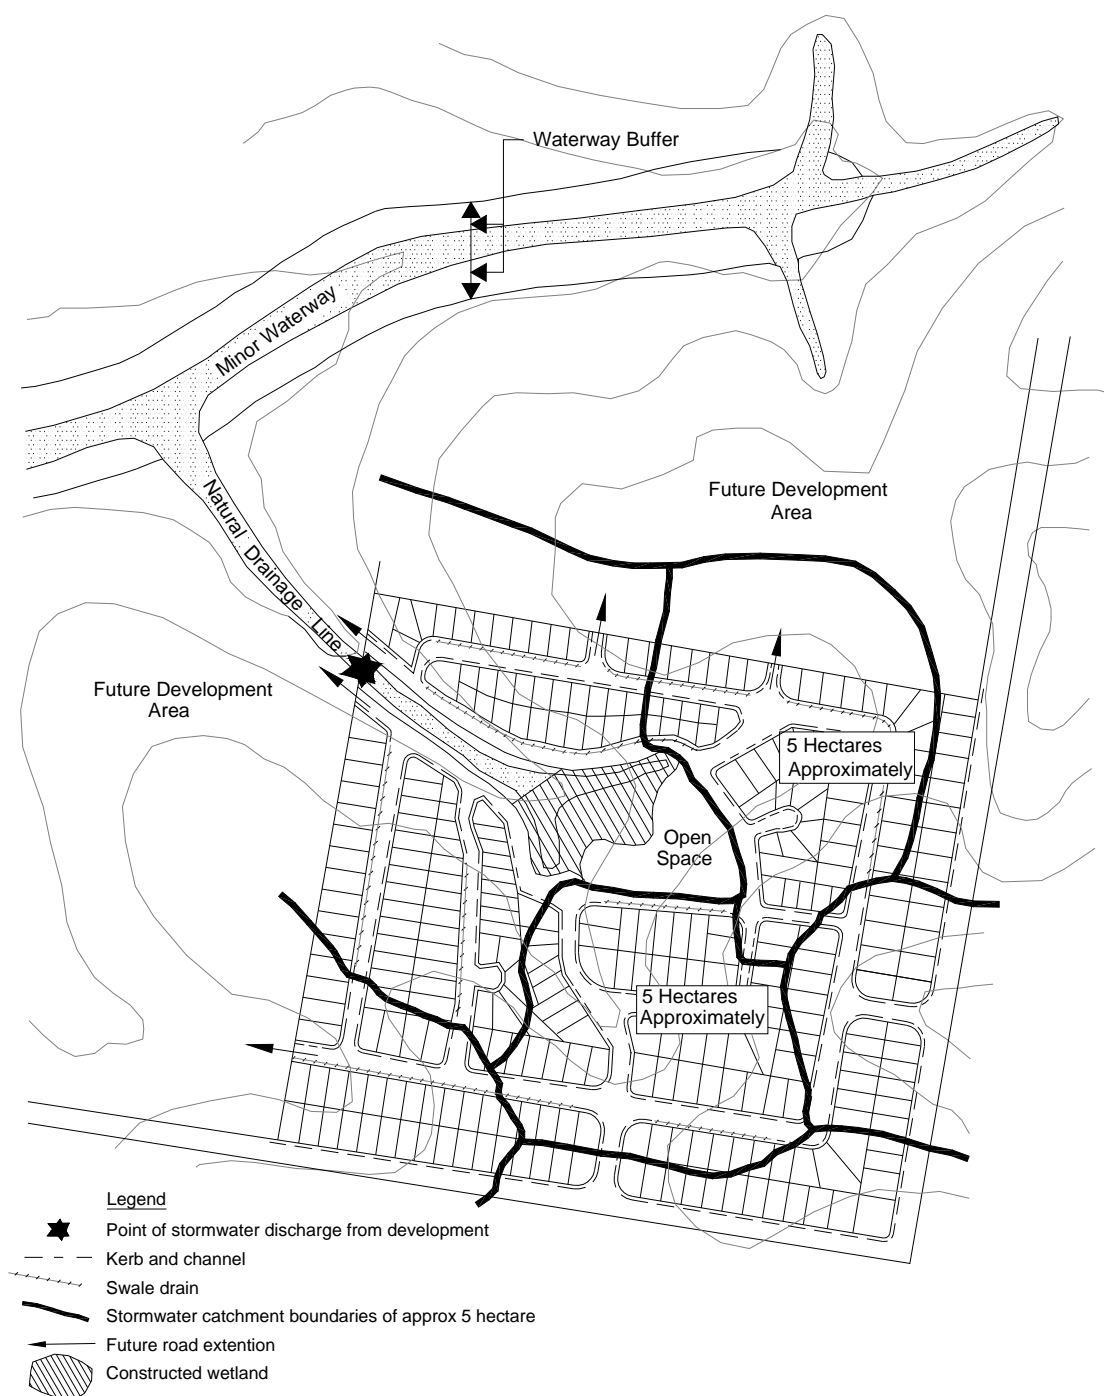 Waterway Buffer
Minor Waterway
Natural Drainage Line
Future Development
Area
Future Development
Area
5 Hectares
Approximately
Open
Space
5 Hectares
Approximately
Legend
Point of stormwater discharge from development
Kerb and channel
Swale drain
Stormwater catchment boundaries of approx 5 hectare
Future road extention
Constructed wetland